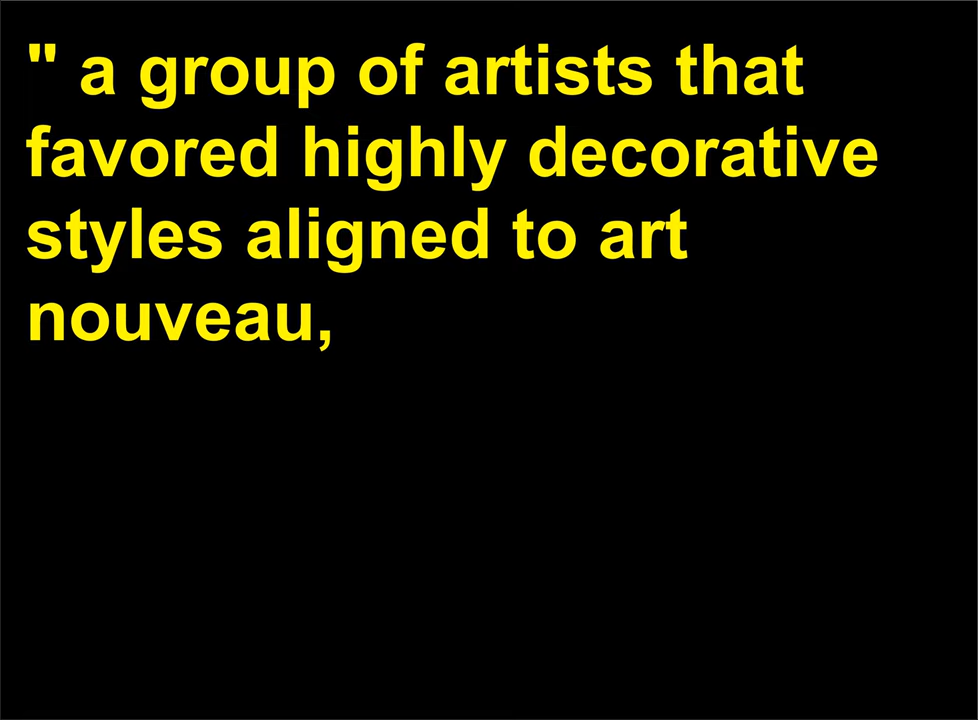 " a group of artists that
favored highly decorative
styles aligned to art
nouveau,